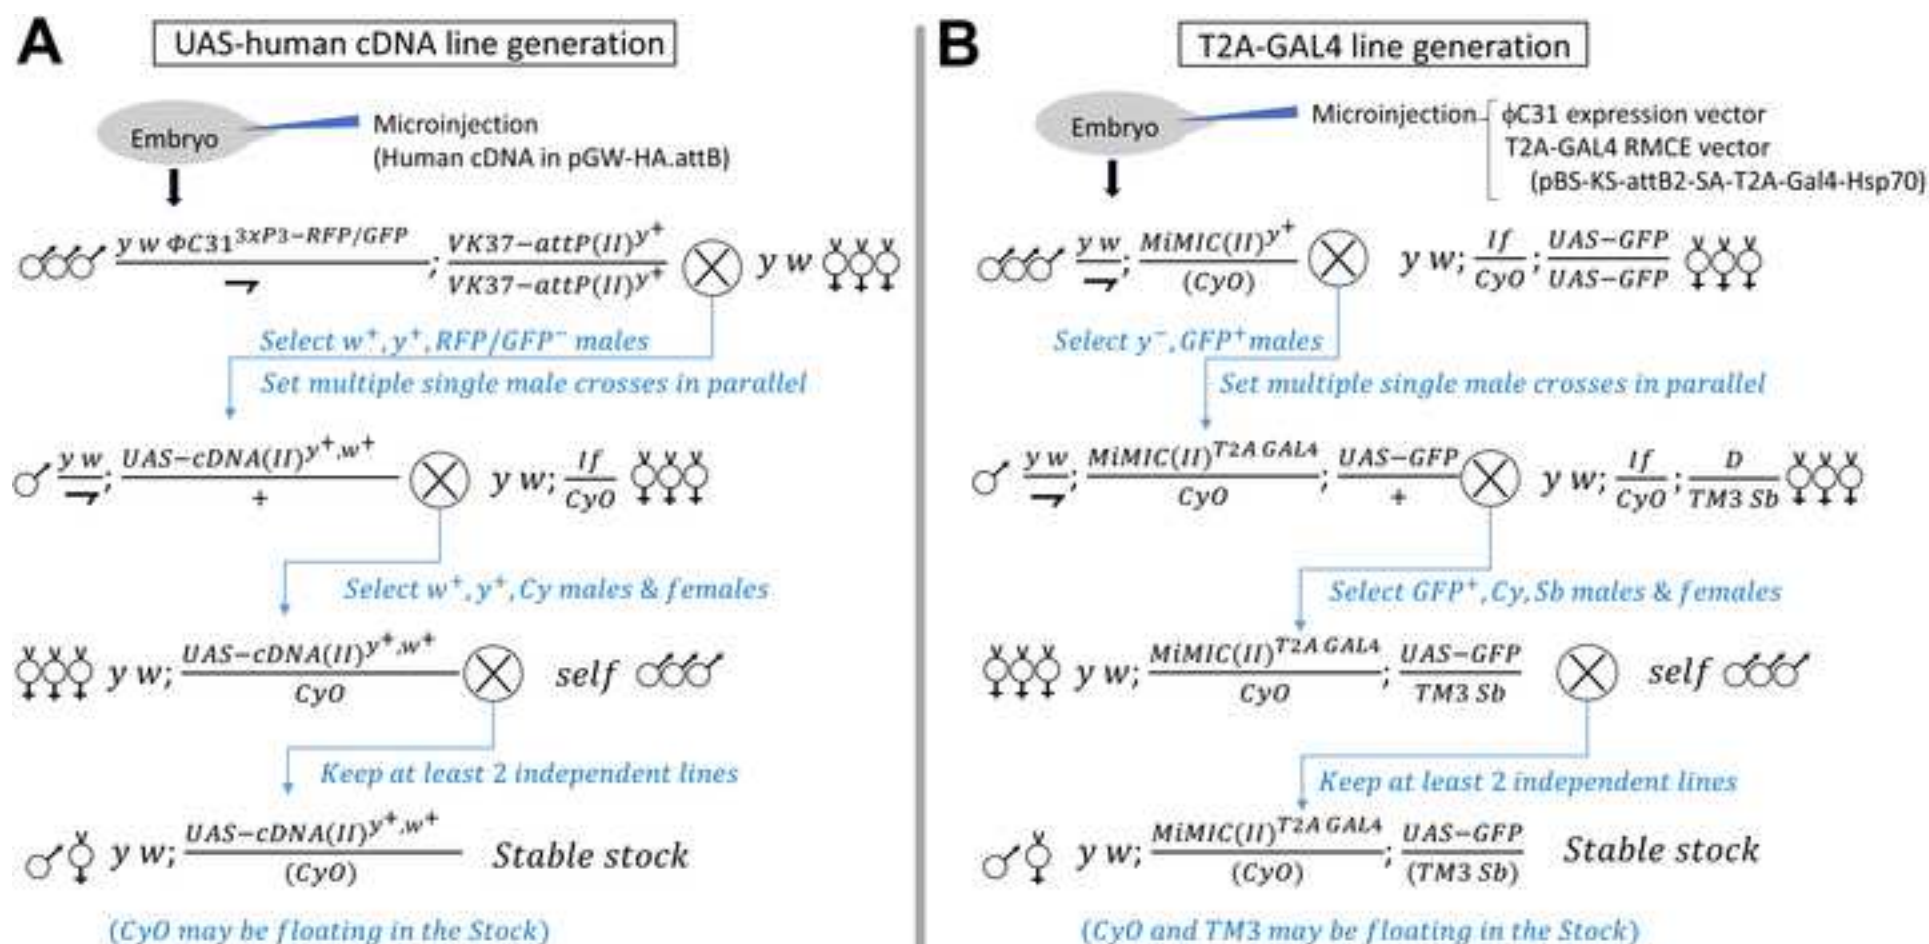 A
UAS-human cDNA line generation
Embryo
Microinjection
(Human cDNA in pGW-HA.attB)
y w ΦC31^3xP3−RFP/GFP ; VK37−attP(II)^y+ / VK37−attP(II)^y+ ⊗ y w
Select w⁺, y⁺, RFP/GFP⁻ males
Set multiple single male crosses in parallel
y w ; UAS−cDNA(II)^y+,w+ / + ⊗ y w; If / CyO
Select w⁺, y⁺, Cy males & females
y w; UAS−cDNA(II)^y+,w+ / CyO ⊗ self
Keep at least 2 independent lines
y w; UAS−cDNA(II)^y+,w+ / (CyO) Stable stock
(CyO may be floating in the Stock)
B
T2A-GAL4 line generation
Embryo
Microinjection
ϕC31 expression vector
T2A-GAL4 RMCE vector
(pBS-KS-attB2-SA-T2A-Gal4-Hsp70)
y w ; MiMIC(II)^y+ / (CyO) ⊗ y w; If / CyO ; UAS−GFP / UAS−GFP
Select y⁻, GFP⁺ males
Set multiple single male crosses in parallel
y w ; MiMIC(II)^T2A GAL4 / CyO ; UAS−GFP / + ⊗ y w; If / CyO ; D / TM3 Sb
Select GFP⁺, Cy, Sb males & females
y w; MiMIC(II)^T2A GAL4 / CyO ; UAS−GFP / TM3 Sb ⊗ self
Keep at least 2 independent lines
y w; MiMIC(II)^T2A GAL4 / (CyO) ; UAS−GFP / (TM3 Sb) Stable stock
(CyO and TM3 may be floating in the Stock)